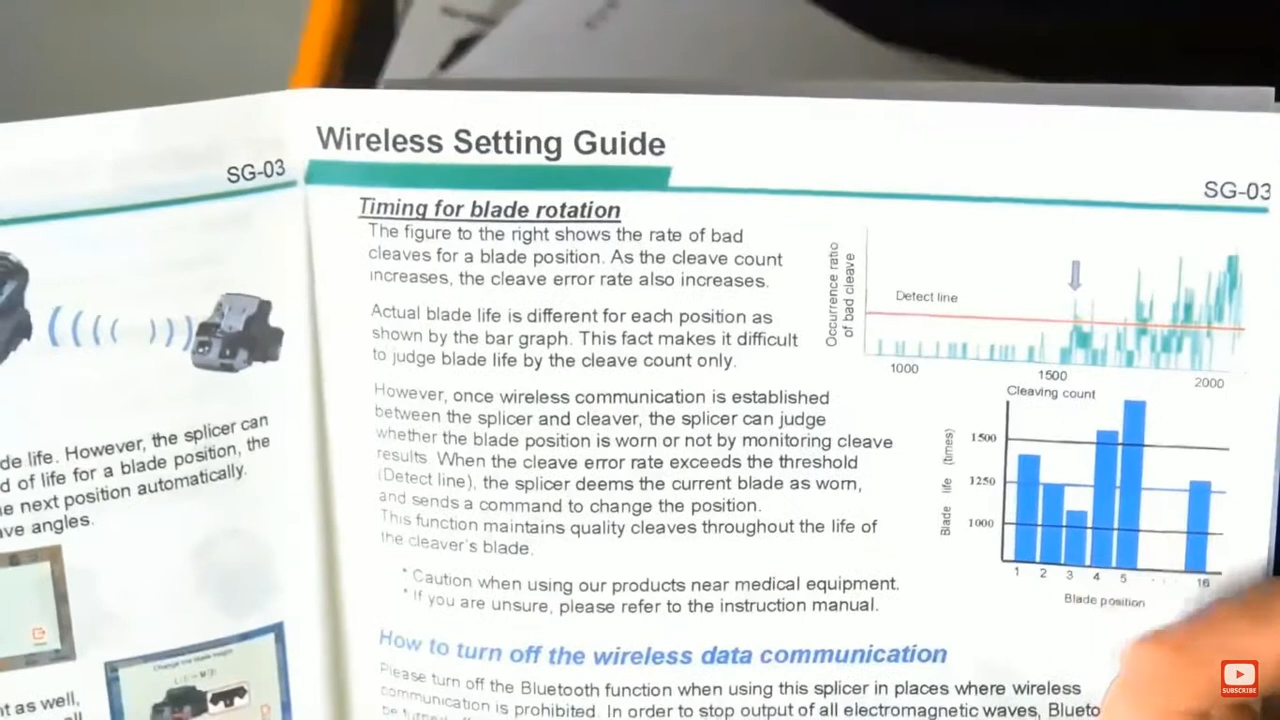 SG-03
de life. However, the splicer can
d of life for a blade position, the
e next position automatically.
ve angles.
nt as well,
Wireless Setting Guide
SG-03
Timing for blade rotation
The figure to the right shows the rate of bad
cleaves for a blade position. As the cleave count
increases, the cleave error rate also increases.
Actual blade life is different for each position as
shown by the bar graph. This fact makes it difficult
to judge blade life by the cleave count only.
However, once wireless communication is established
between the splicer and cleaver, the splicer can judge
whether the blade position is worn or not by monitoring cleave
results. When the cleave error rate exceeds the threshold
(Detect line), the splicer deems the current blade as worn,
and sends a command to change the position.
This function maintains quality cleaves throughout the life of
the cleaver's blade.
* Caution when using our products near medical equipment.
* If you are unsure, please refer to the instruction manual.
Occurrence ratio
of bad cleave
Detect line
1000 1500 2000
Cleaving count
Blade life (times)
1500
1250
1000
1 2 3 4 5 · · · 16
Blade position
How to turn off the wireless data communication
Please turn off the Bluetooth function when using this splicer in places where wireless
communication is prohibited. In order to stop output of all electromagnetic waves, Blueto
SUBSCRIBE